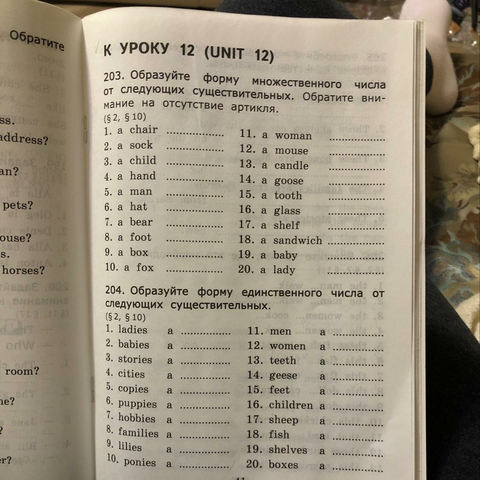 Обратите
ss.
address?
an?
pets?
ouse?
s.
horses?
room?
ne?
er?
К УРОКУ 12 (UNIT 12)
203. Образуйте форму множественного числа
от следующих существительных. Обратите вни-
мание на отсутствие артикля.
(§ 2, § 10)
1. a chair ....................
2. a sock ....................
3. a child ....................
4. a hand ....................
5. a man ....................
6. a hat ....................
7. a bear ....................
8. a foot ....................
9. a box ....................
10. a fox ....................
11. a woman ....................
12. a mouse ....................
13. a candle ....................
14. a goose ....................
15. a tooth ....................
16. a glass ....................
17. a shelf ....................
18. a sandwich ....................
19. a baby ....................
20. a lady ....................
204. Образуйте форму единственного числа от
следующих существительных.
(§ 2, § 10)
1. ladies a ....................
2. babies a ....................
3. stories a ....................
4. cities a ....................
5. copies a ....................
6. puppies a ....................
7. hobbies a ....................
8. families a ....................
9. lilies a ....................
10. ponies a ....................
11. men a ....................
12. women a ....................
13. teeth a ....................
14. geese a ....................
15. feet a ....................
16. children a ....................
17. sheep a ....................
18. fish a ....................
19. shelves a ....................
20. boxes a ....................